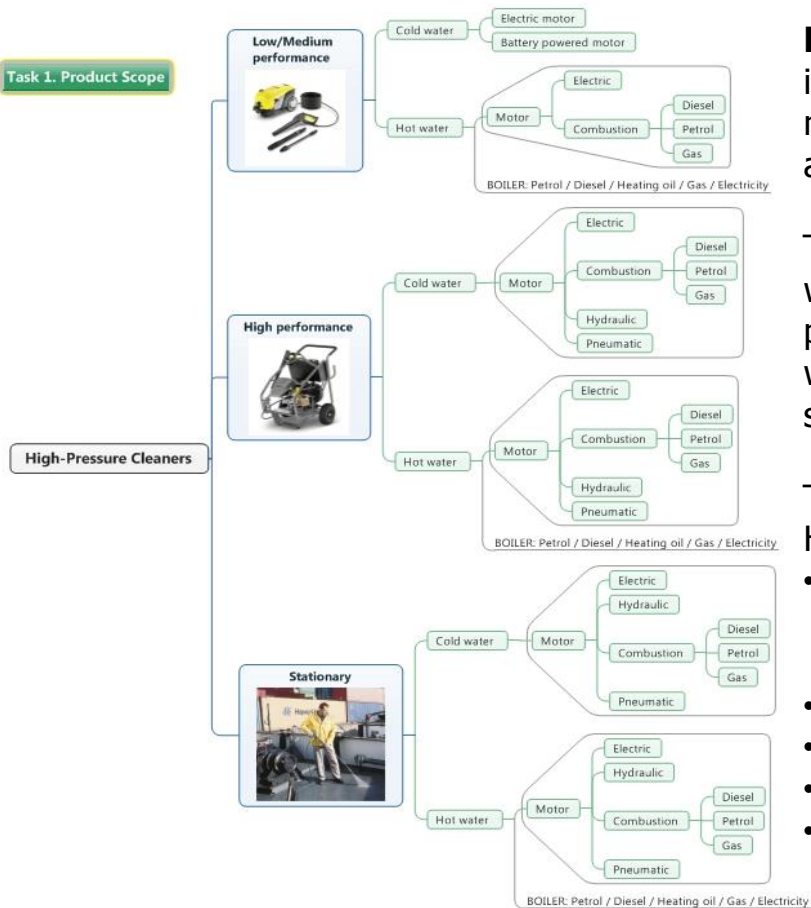 Task 1. Product Scope
High-Pressure Cleaners
Low/Medium
performance
Cold water
Electric motor
Battery powered motor
Hot water
Motor
Electric
Combustion
Diesel
Petrol
Gas
BOILER: Petrol / Diesel / Heating oil / Gas / Electricity
High performance
Cold water
Motor
Electric
Combustion
Diesel
Petrol
Gas
Hydraulic
Pneumatic
Hot water
Motor
Electric
Combustion
Diesel
Petrol
Gas
Hydraulic
Pneumatic
BOILER: Petrol / Diesel / Heating oil / Gas / Electricity
Stationary
Cold water
Motor
Electric
Hydraulic
Combustion
Diesel
Petrol
Gas
Pneumatic
Hot water
Motor
Electric
Hydraulic
Combustion
Diesel
Petrol
Gas
Pneumatic
BOILER: Petrol / Diesel / Heating oil / Gas / Electricity